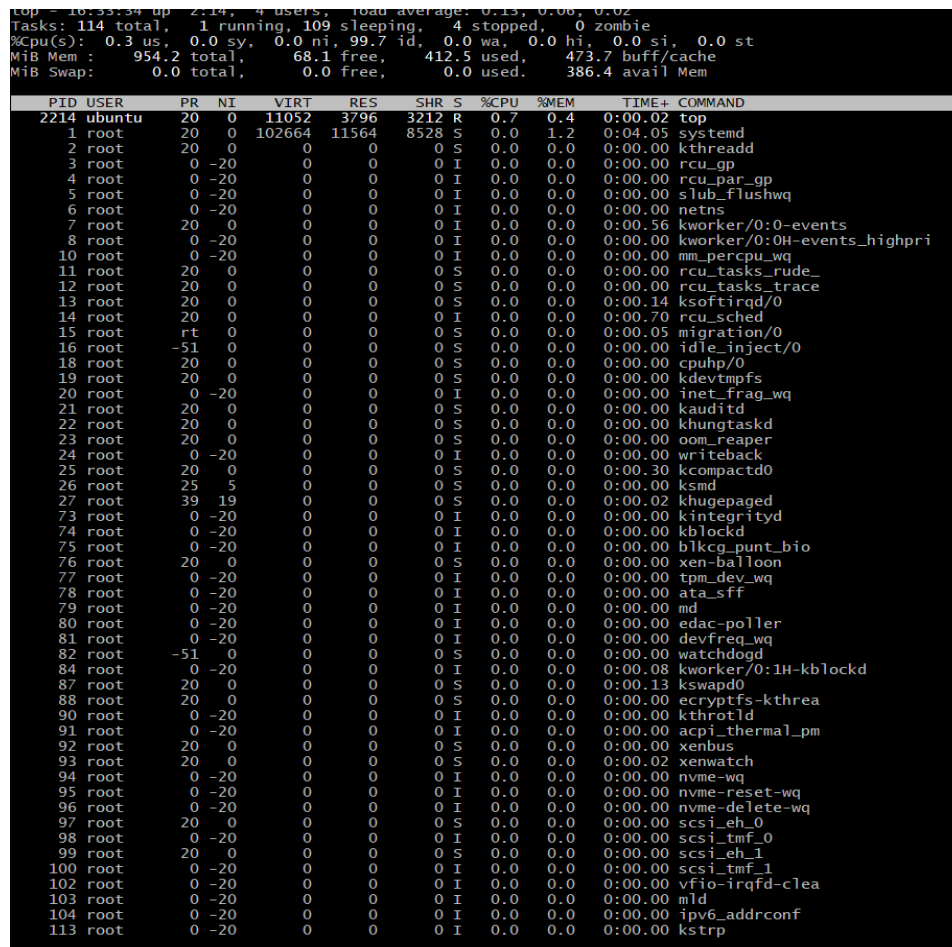 top - 16:33:34 up  2:14,  4 users,  load average: 0.13, 0.06, 0.02
Tasks: 114 total,   1 running, 109 sleeping,   4 stopped,   0 zombie
%Cpu(s):  0.3 us,  0.0 sy,  0.0 ni, 99.7 id,  0.0 wa,  0.0 hi,  0.0 si,  0.0 st
MiB Mem :    954.2 total,     68.1 free,    412.5 used,    473.7 buff/cache
MiB Swap:      0.0 total,      0.0 free,      0.0 used.    386.4 avail Mem
PID USER PR NI VIRT RES SHR S %CPU %MEM TIME+ COMMAND
2214 ubuntu 20 0 11052 3796 3212 R 0.7 0.4 0:00.02 top
1 root 20 0 102664 11564 8528 S 0.0 1.2 0:04.05 systemd
2 root 20 0 0 0 0 S 0.0 0.0 0:00.00 kthreadd
3 root 0 -20 0 0 0 I 0.0 0.0 0:00.00 rcu_gp
4 root 0 -20 0 0 0 I 0.0 0.0 0:00.00 rcu_par_gp
5 root 0 -20 0 0 0 I 0.0 0.0 0:00.00 slub_flushwq
6 root 0 -20 0 0 0 I 0.0 0.0 0:00.00 netns
7 root 20 0 0 0 0 I 0.0 0.0 0:00.56 kworker/0:0-events
8 root 0 -20 0 0 0 I 0.0 0.0 0:00.00 kworker/0:0H-events_highpri
10 root 0 -20 0 0 0 I 0.0 0.0 0:00.00 mm_percpu_wq
11 root 20 0 0 0 0 S 0.0 0.0 0:00.00 rcu_tasks_rude_
12 root 20 0 0 0 0 S 0.0 0.0 0:00.00 rcu_tasks_trace
13 root 20 0 0 0 0 S 0.0 0.0 0:00.14 ksoftirqd/0
14 root 20 0 0 0 0 I 0.0 0.0 0:00.70 rcu_sched
15 root rt 0 0 0 0 S 0.0 0.0 0:00.05 migration/0
16 root -51 0 0 0 0 S 0.0 0.0 0:00.00 idle_inject/0
18 root 20 0 0 0 0 S 0.0 0.0 0:00.00 cpuhp/0
19 root 20 0 0 0 0 S 0.0 0.0 0:00.00 kdevtmpfs
20 root 0 -20 0 0 0 I 0.0 0.0 0:00.00 inet_frag_wq
21 root 20 0 0 0 0 S 0.0 0.0 0:00.00 kauditd
22 root 20 0 0 0 0 S 0.0 0.0 0:00.00 khungtaskd
23 root 20 0 0 0 0 S 0.0 0.0 0:00.00 oom_reaper
24 root 0 -20 0 0 0 I 0.0 0.0 0:00.00 writeback
25 root 20 0 0 0 0 S 0.0 0.0 0:00.30 kcompactd0
26 root 25 5 0 0 0 S 0.0 0.0 0:00.00 ksmd
27 root 39 19 0 0 0 S 0.0 0.0 0:00.02 khugepaged
73 root 0 -20 0 0 0 I 0.0 0.0 0:00.00 kintegrityd
74 root 0 -20 0 0 0 I 0.0 0.0 0:00.00 kblockd
75 root 0 -20 0 0 0 I 0.0 0.0 0:00.00 blkcg_punt_bio
76 root 20 0 0 0 0 S 0.0 0.0 0:00.00 xen-balloon
77 root 0 -20 0 0 0 I 0.0 0.0 0:00.00 tpm_dev_wq
78 root 0 -20 0 0 0 I 0.0 0.0 0:00.00 ata_sff
79 root 0 -20 0 0 0 I 0.0 0.0 0:00.00 md
80 root 0 -20 0 0 0 I 0.0 0.0 0:00.00 edac-poller
81 root 0 -20 0 0 0 I 0.0 0.0 0:00.00 devfreq_wq
82 root -51 0 0 0 0 S 0.0 0.0 0:00.00 watchdogd
84 root 0 -20 0 0 0 I 0.0 0.0 0:00.08 kworker/0:1H-kblockd
87 root 20 0 0 0 0 S 0.0 0.0 0:00.13 kswapd0
88 root 20 0 0 0 0 S 0.0 0.0 0:00.00 ecryptfs-kthrea
90 root 0 -20 0 0 0 I 0.0 0.0 0:00.00 kthrotld
91 root 0 -20 0 0 0 I 0.0 0.0 0:00.00 acpi_thermal_pm
92 root 20 0 0 0 0 S 0.0 0.0 0:00.00 xenbus
93 root 20 0 0 0 0 S 0.0 0.0 0:00.02 xenwatch
94 root 0 -20 0 0 0 I 0.0 0.0 0:00.00 nvme-wq
95 root 0 -20 0 0 0 I 0.0 0.0 0:00.00 nvme-reset-wq
96 root 0 -20 0 0 0 I 0.0 0.0 0:00.00 nvme-delete-wq
97 root 20 0 0 0 0 S 0.0 0.0 0:00.00 scsi_eh_0
98 root 0 -20 0 0 0 I 0.0 0.0 0:00.00 scsi_tmf_0
99 root 20 0 0 0 0 S 0.0 0.0 0:00.00 scsi_eh_1
100 root 0 -20 0 0 0 I 0.0 0.0 0:00.00 scsi_tmf_1
102 root 0 -20 0 0 0 I 0.0 0.0 0:00.00 vfio-irqfd-clea
103 root 0 -20 0 0 0 I 0.0 0.0 0:00.00 mld
104 root 0 -20 0 0 0 I 0.0 0.0 0:00.00 ipv6_addrconf
113 root 0 -20 0 0 0 I 0.0 0.0 0:00.00 kstrp